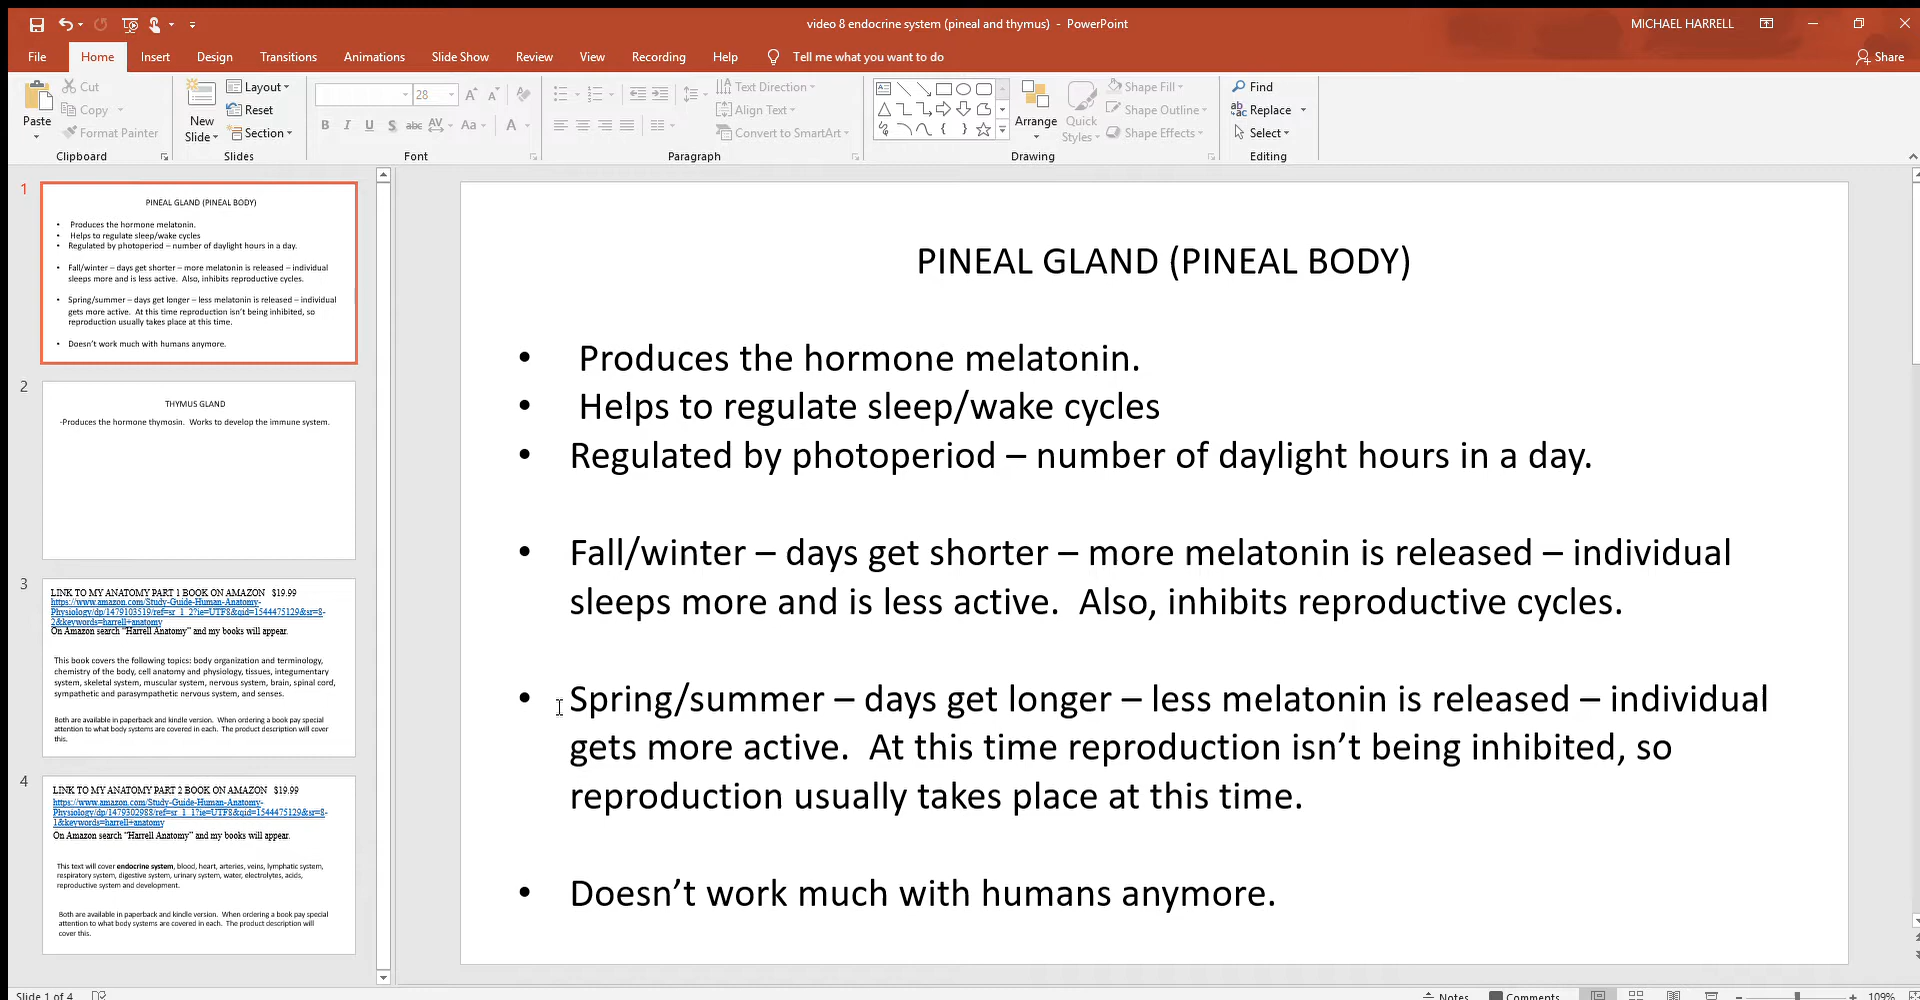 video 8 endocrine system (pineal and thymus) - PowerPoint
MICHAEL HARRELL
File Home Insert Design Transitions Animations Slide Show Review View Recording Help Tell me what you want to do
Share
Paste
Cut
Copy
Format Painter
Clipboard
New
Slide
Layout
Reset
Section
Slides
28
B I U S abc AV Aa A
Font
Text Direction
Align Text
Convert to SmartArt
Paragraph
Arrange
Quick
Styles
Shape Fill
Shape Outline
Shape Effects
Drawing
Find
Replace
Select
Editing
1
PINEAL GLAND (PINEAL BODY)
• Produces the hormone melatonin.
• Helps to regulate sleep/wake cycles
• Regulated by photoperiod – number of daylight hours in a day.
• Fall/winter – days get shorter – more melatonin is released – individual
sleeps more and is less active. Also, inhibits reproductive cycles.
• Spring/summer – days get longer – less melatonin is released – individual
gets more active. At this time reproduction isn’t being inhibited, so
reproduction usually takes place at this time.
• Doesn’t work much with humans anymore.
2
THYMUS GLAND
-Produces the hormone thymosin. Works to develop the immune system.
3
LINK TO MY ANATOMY PART 1 BOOK ON AMAZON $19.99
https://www.amazon.com/Study-Guide-Human-Anatomy-
Physiology/dp/1479103519/ref=sr_1_2?ie=UTF8&qid=1544475129&sr=8-
2&keywords=harrell+anatomy
On Amazon search “Harrell Anatomy” and my books will appear.
This book covers the following topics: body organization and terminology,
chemistry of the body, cell anatomy and physiology, tissues, integumentary
system, skeletal system, muscular system, nervous system, brain, spinal cord,
sympathetic and parasympathetic nervous system, and senses.
Both are available in paperback and kindle version. When ordering a book pay special
attention to what body systems are covered in each. The product description will cover
this.
4
LINK TO MY ANATOMY PART 2 BOOK ON AMAZON $19.99
https://www.amazon.com/Study-Guide-Human-Anatomy-
Physiology/dp/1479302988/ref=sr_1_1?ie=UTF8&qid=1544475129&sr=8-
1&keywords=harrell+anatomy
On Amazon search “Harrell Anatomy” and my books will appear.
This text will cover endocrine system, blood, heart, arteries, veins, lymphatic system,
respiratory system, digestive system, urinary system, water, electrolytes, acids,
reproductive system and development.
Both are available in paperback and kindle version. When ordering a book pay special
attention to what body systems are covered in each. The product description will
cover this.
PINEAL GLAND (PINEAL BODY)
• Produces the hormone melatonin.
• Helps to regulate sleep/wake cycles
• Regulated by photoperiod – number of daylight hours in a day.
• Fall/winter – days get shorter – more melatonin is released – individual
sleeps more and is less active. Also, inhibits reproductive cycles.
• Spring/summer – days get longer – less melatonin is released – individual
gets more active. At this time reproduction isn’t being inhibited, so
reproduction usually takes place at this time.
• Doesn’t work much with humans anymore.
Slide 1 of 4
Notes
Comments
109%